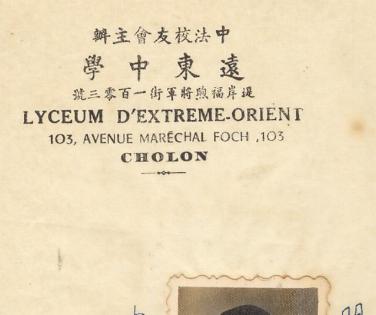 中法校友會主辦
遠東中學
堤岸福煦將軍街一百零三號
LYCEUM D'EXTREME-ORIENT
103, AVENUE MARÉCHAL FOCH ,103
CHOLON